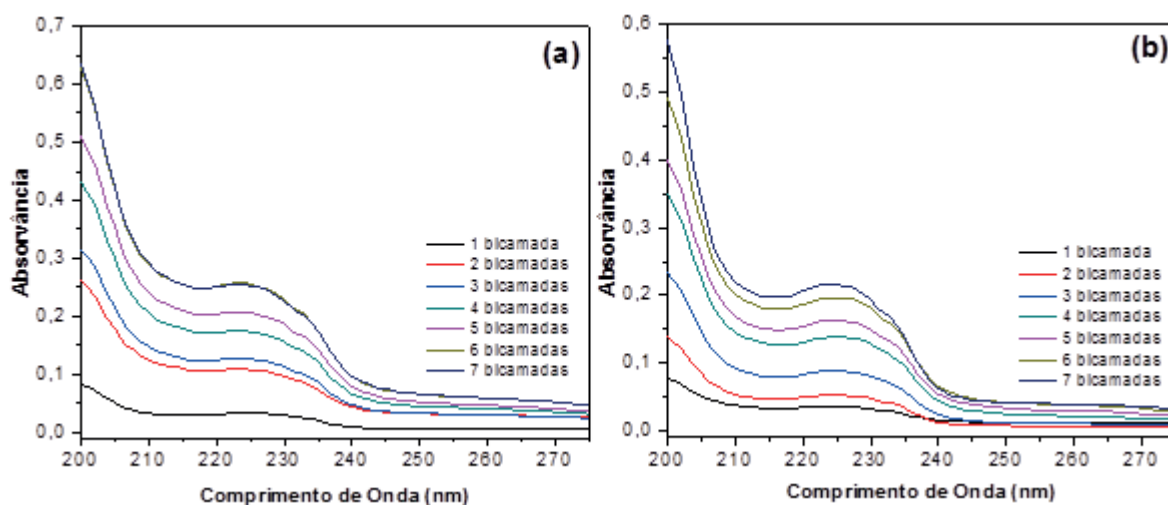 (a)
Absorvância
0,7
0,6
0,5
0,4
0,3
0,2
0,1
0,0
1 bicamada
2 bicamadas
3 bicamadas
4 bicamadas
5 bicamadas
6 bicamadas
7 bicamadas
200 210 220 230 240 250 260 270
Comprimento de Onda (nm)
(b)
Absorvância
0,6
0,5
0,4
0,3
0,2
0,1
0,0
1 bicamada
2 bicamadas
3 bicamadas
4 bicamadas
5 bicamadas
6 bicamadas
7 bicamadas
200 210 220 230 240 250 260 270
Comprimento de Onda (nm)